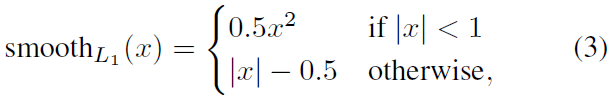 smooth_{L_1}(x) = { 0.5x^2 if |x| < 1
|x| − 0.5 otherwise, (3)